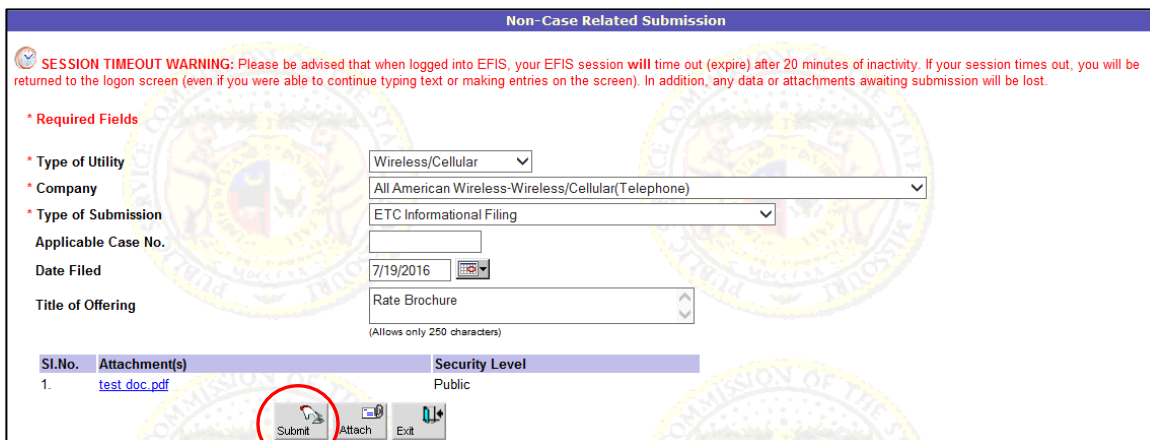 Non-Case Related Submission
SESSION TIMEOUT WARNING: Please be advised that when logged into EFIS, your EFIS session will time out (expire) after 20 minutes of inactivity. If your session times out, you will be
returned to the logon screen (even if you were able to continue typing text or making entries on the screen). In addition, any data or attachments awaiting submission will be lost.
* Required Fields
* Type of Utility Wireless/Cellular
* Company All American Wireless-Wireless/Cellular(Telephone)
* Type of Submission ETC Informational Filing
Applicable Case No.
Date Filed 7/19/2016
Title of Offering Rate Brochure
(Allows only 250 characters)
Sl.No. Attachment(s) Security Level
1. test doc.pdf Public
Submit Attach Exit